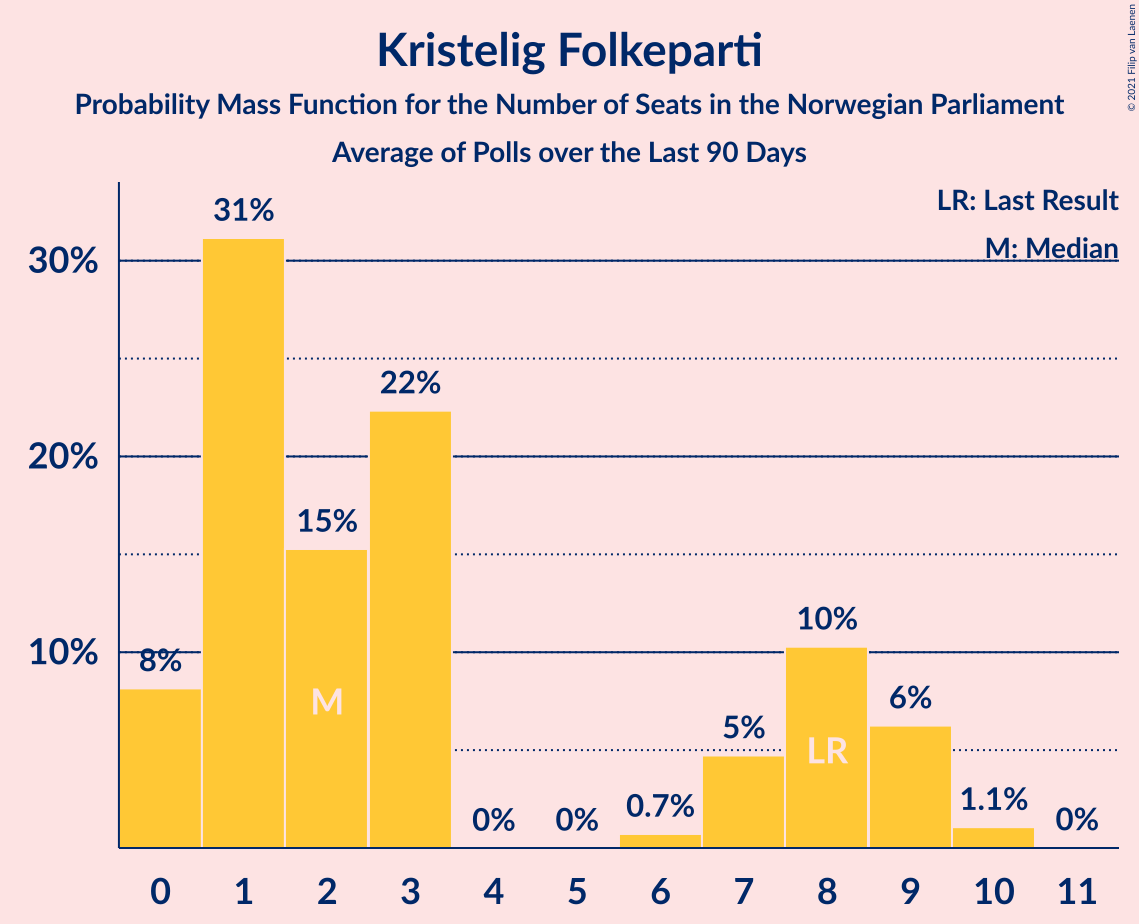 Kristelig Folkeparti
Probability Mass Function for the Number of Seats in the Norwegian Parliament
Average of Polls over the Last 90 Days
© 2021 Filip van Laenen
LR: Last Result
M: Median
30%
20%
10%
8%
31%
15%
22%
0%
0%
0.7%
5%
10%
6%
1.1%
0%
M
LR
0 1 2 3 4 5 6 7 8 9 10 11